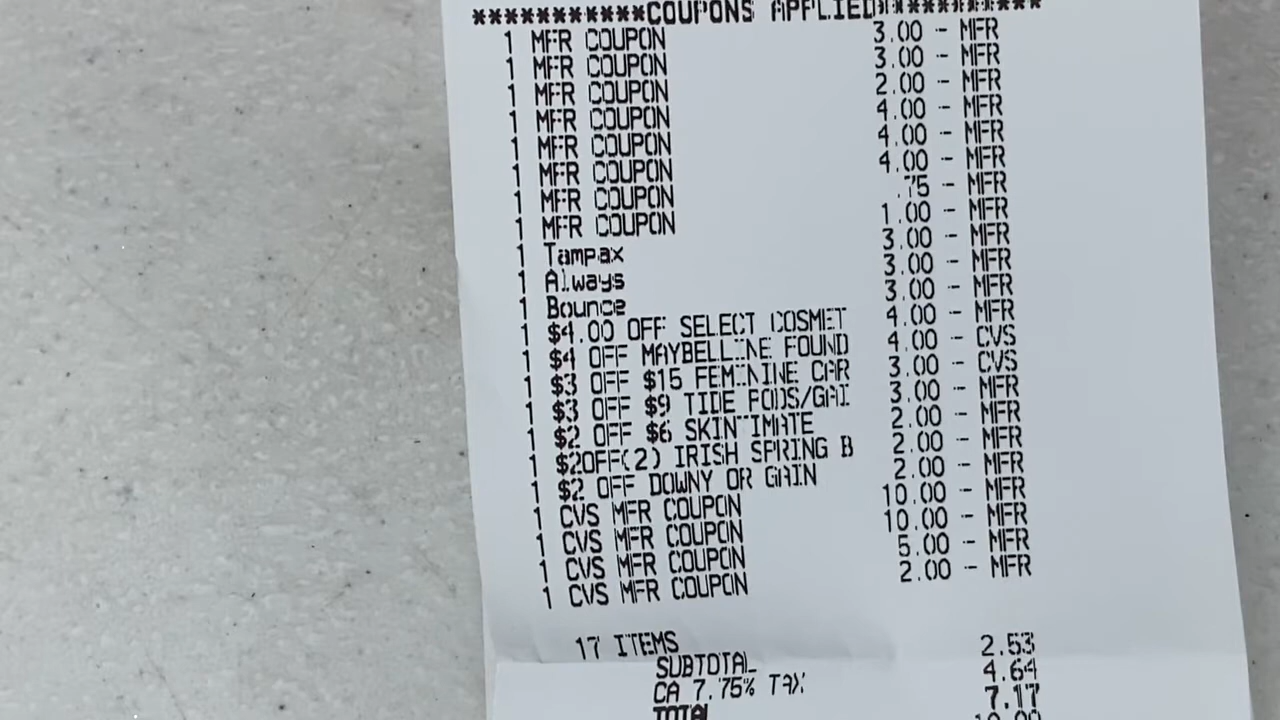 ***********COUPONS APPLIED***********
1 MFR COUPON 3.00 - MFR
1 MFR COUPON 3.00 - MFR
1 MFR COUPON 2.00 - MFR
1 MFR COUPON 4.00 - MFR
1 MFR COUPON 4.00 - MFR
1 MFR COUPON 4.00 - MFR
1 MFR COUPON .75 - MFR
1 MFR COUPON 1.00 - MFR
1 Tampax 3.00 - MFR
1 Always 3.00 - MFR
1 Bounce 3.00 - MFR
1 $4.00 OFF SELECT COSMET 4.00 - MFR
1 $4 OFF MAYBELLINE FOUND 4.00 - CVS
1 $3 OFF $15 FEMININE CAR 3.00 - CVS
1 $3 OFF $9 TIDE PODS/GAI 3.00 - MFR
1 $2 OFF $6 SKINTIMATE 2.00 - MFR
1 $2OFF(2) IRISH SPRING B 2.00 - MFR
1 $2 OFF DOWNY OR GAIN 2.00 - MFR
1 CVS MFR COUPON 10.00 - MFR
1 CVS MFR COUPON 10.00 - MFR
1 CVS MFR COUPON 5.00 - MFR
1 CVS MFR COUPON 2.00 - MFR
17 ITEMS
SUBTOTAL 2.53
CA 7.75% TAX 4.64
TOTAL 7.17